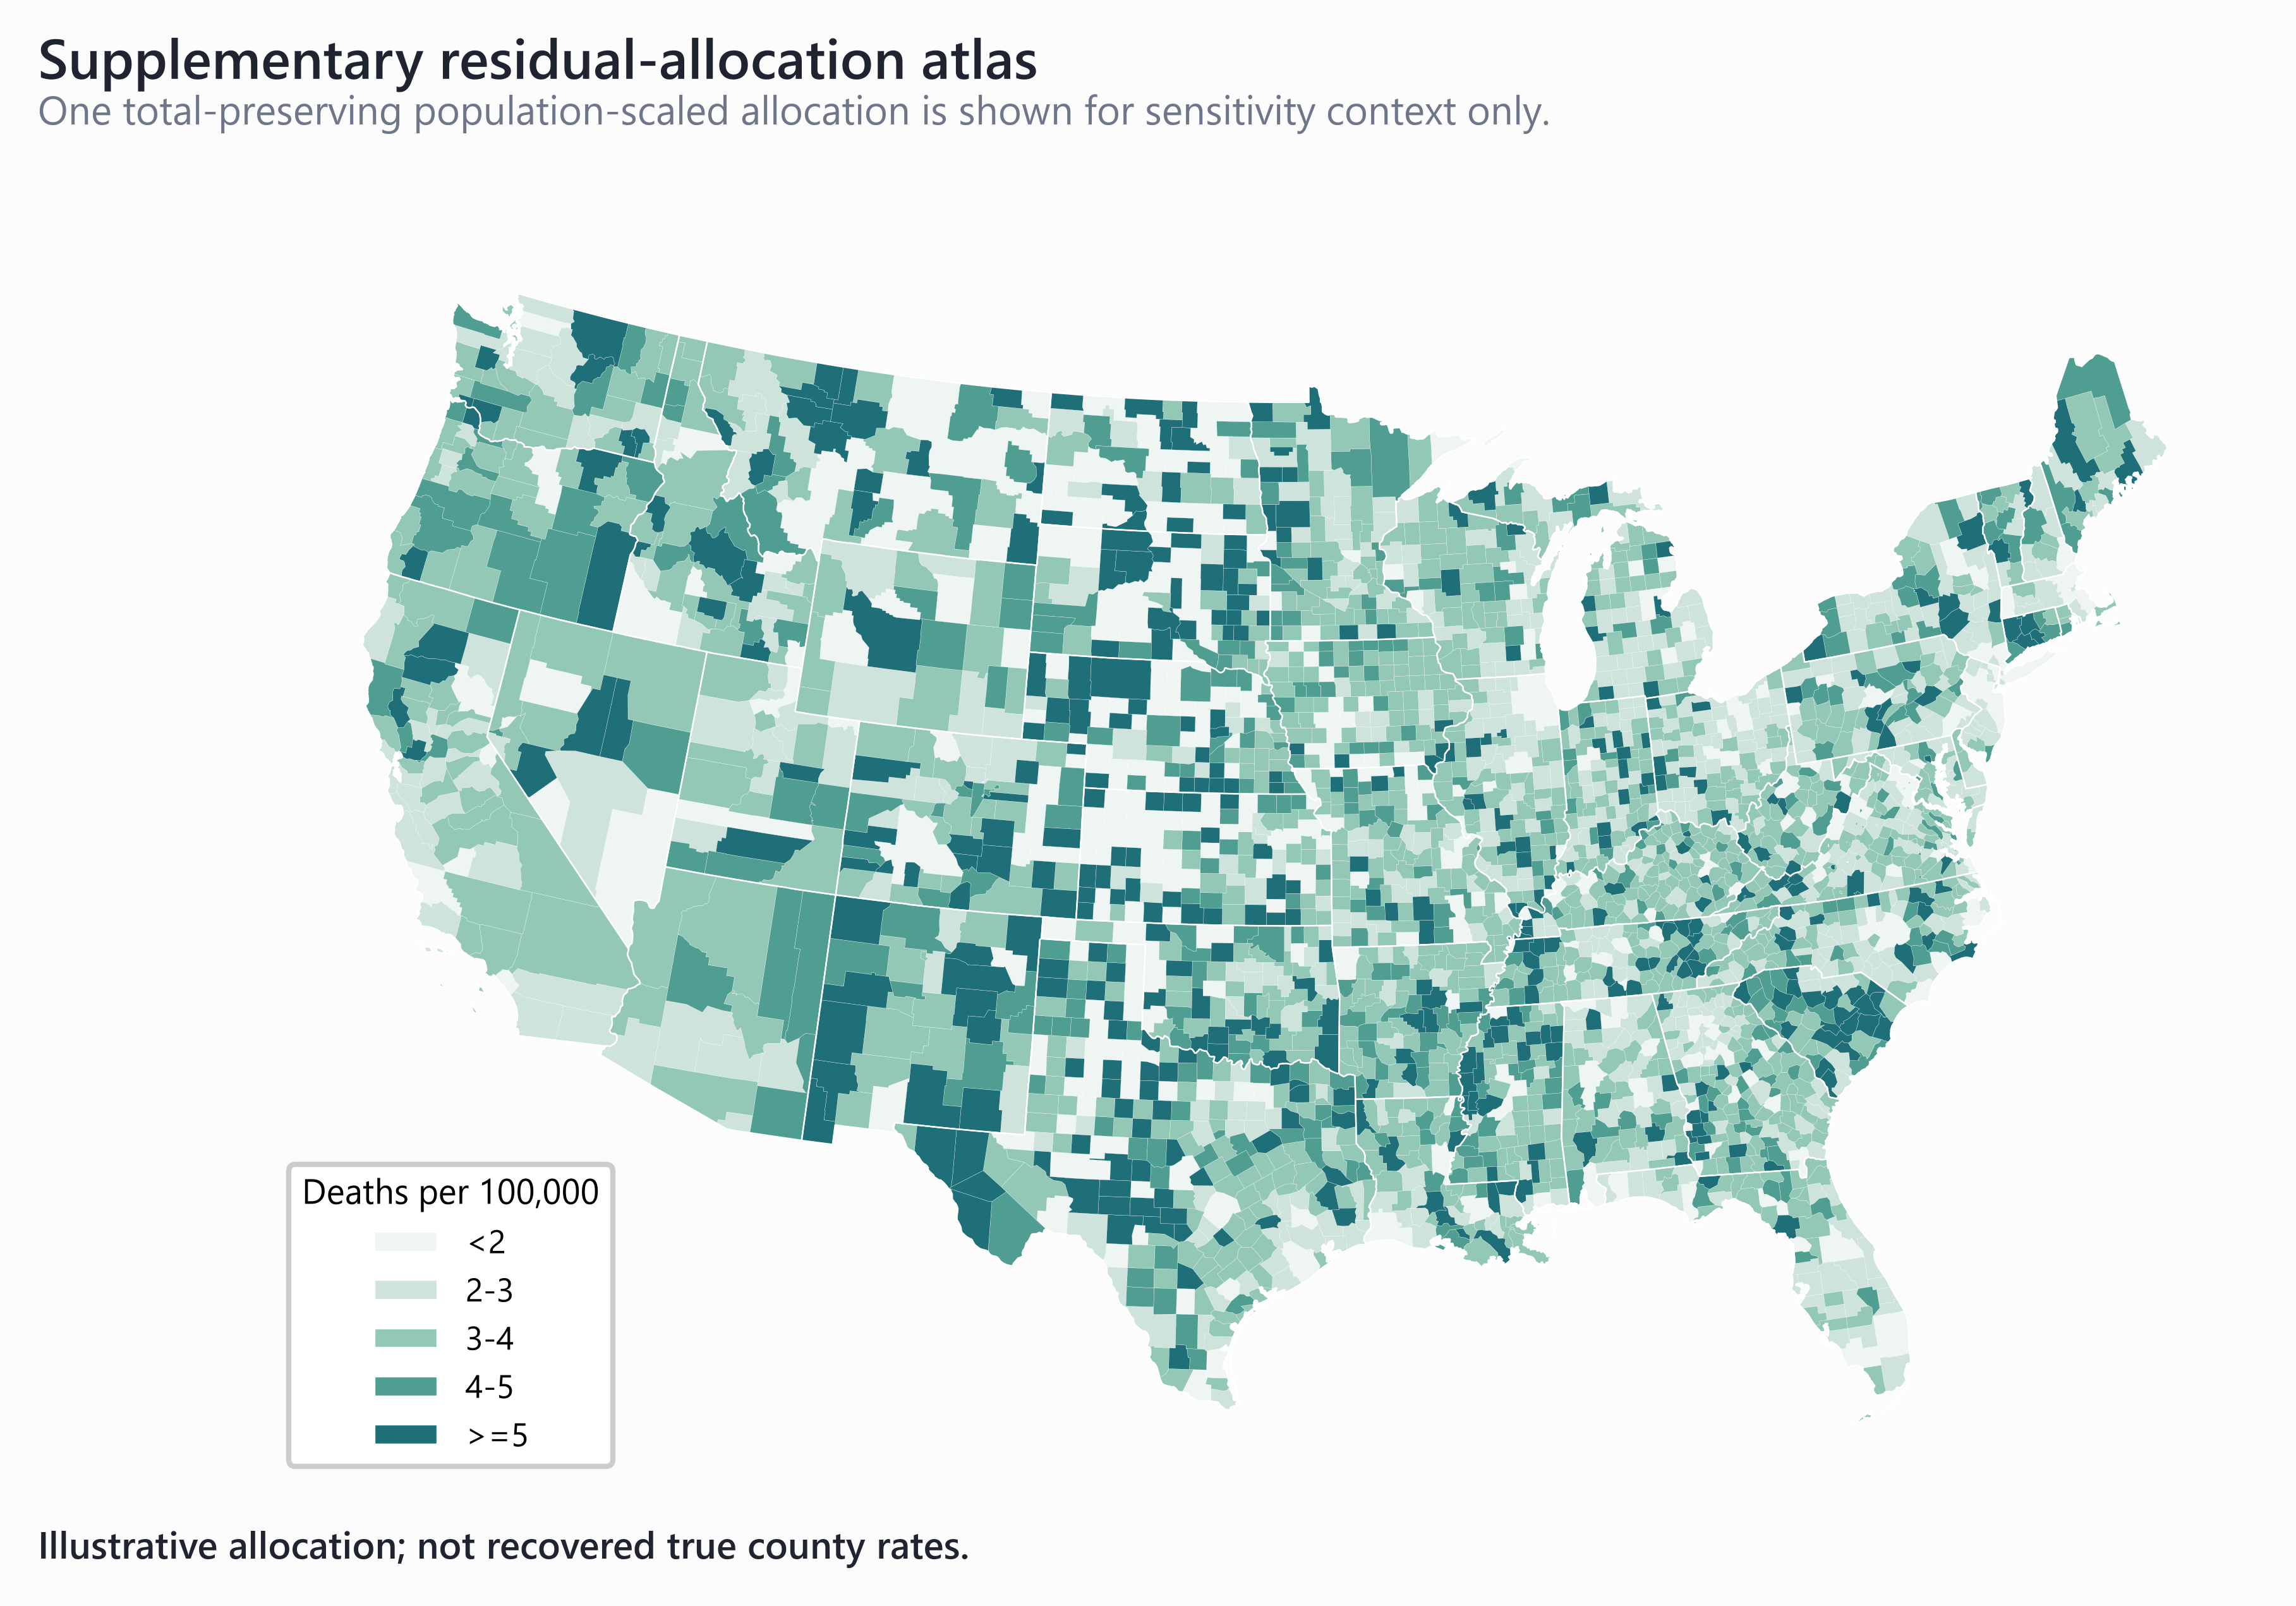 Supplementary residual-allocation atlas
One total-preserving population-scaled allocation is shown for sensitivity context only.
Deaths per 100,000
<2
2-3
3-4
4-5
>=5
Illustrative allocation; not recovered true county rates.